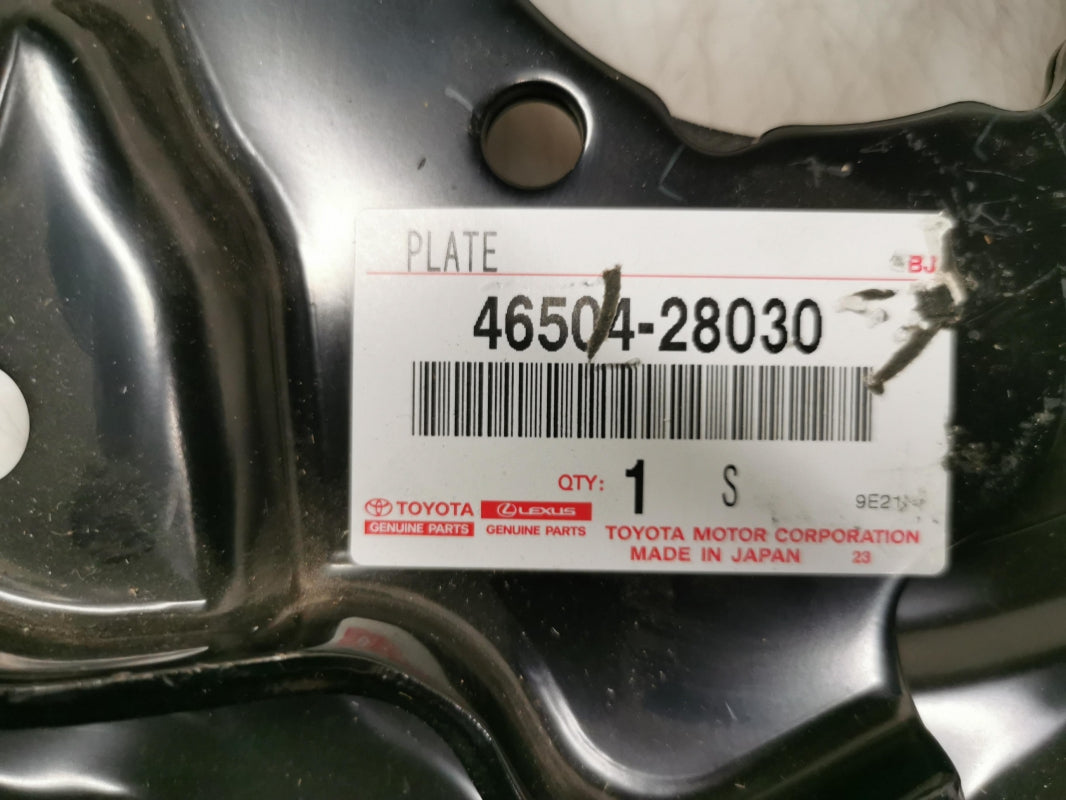 PLATE
BJ
46504-28030
QTY: 1 S
9E21
TOYOTA LEXUS
GENUINE PARTS GENUINE PARTS
TOYOTA MOTOR CORPORATION
MADE IN JAPAN 23